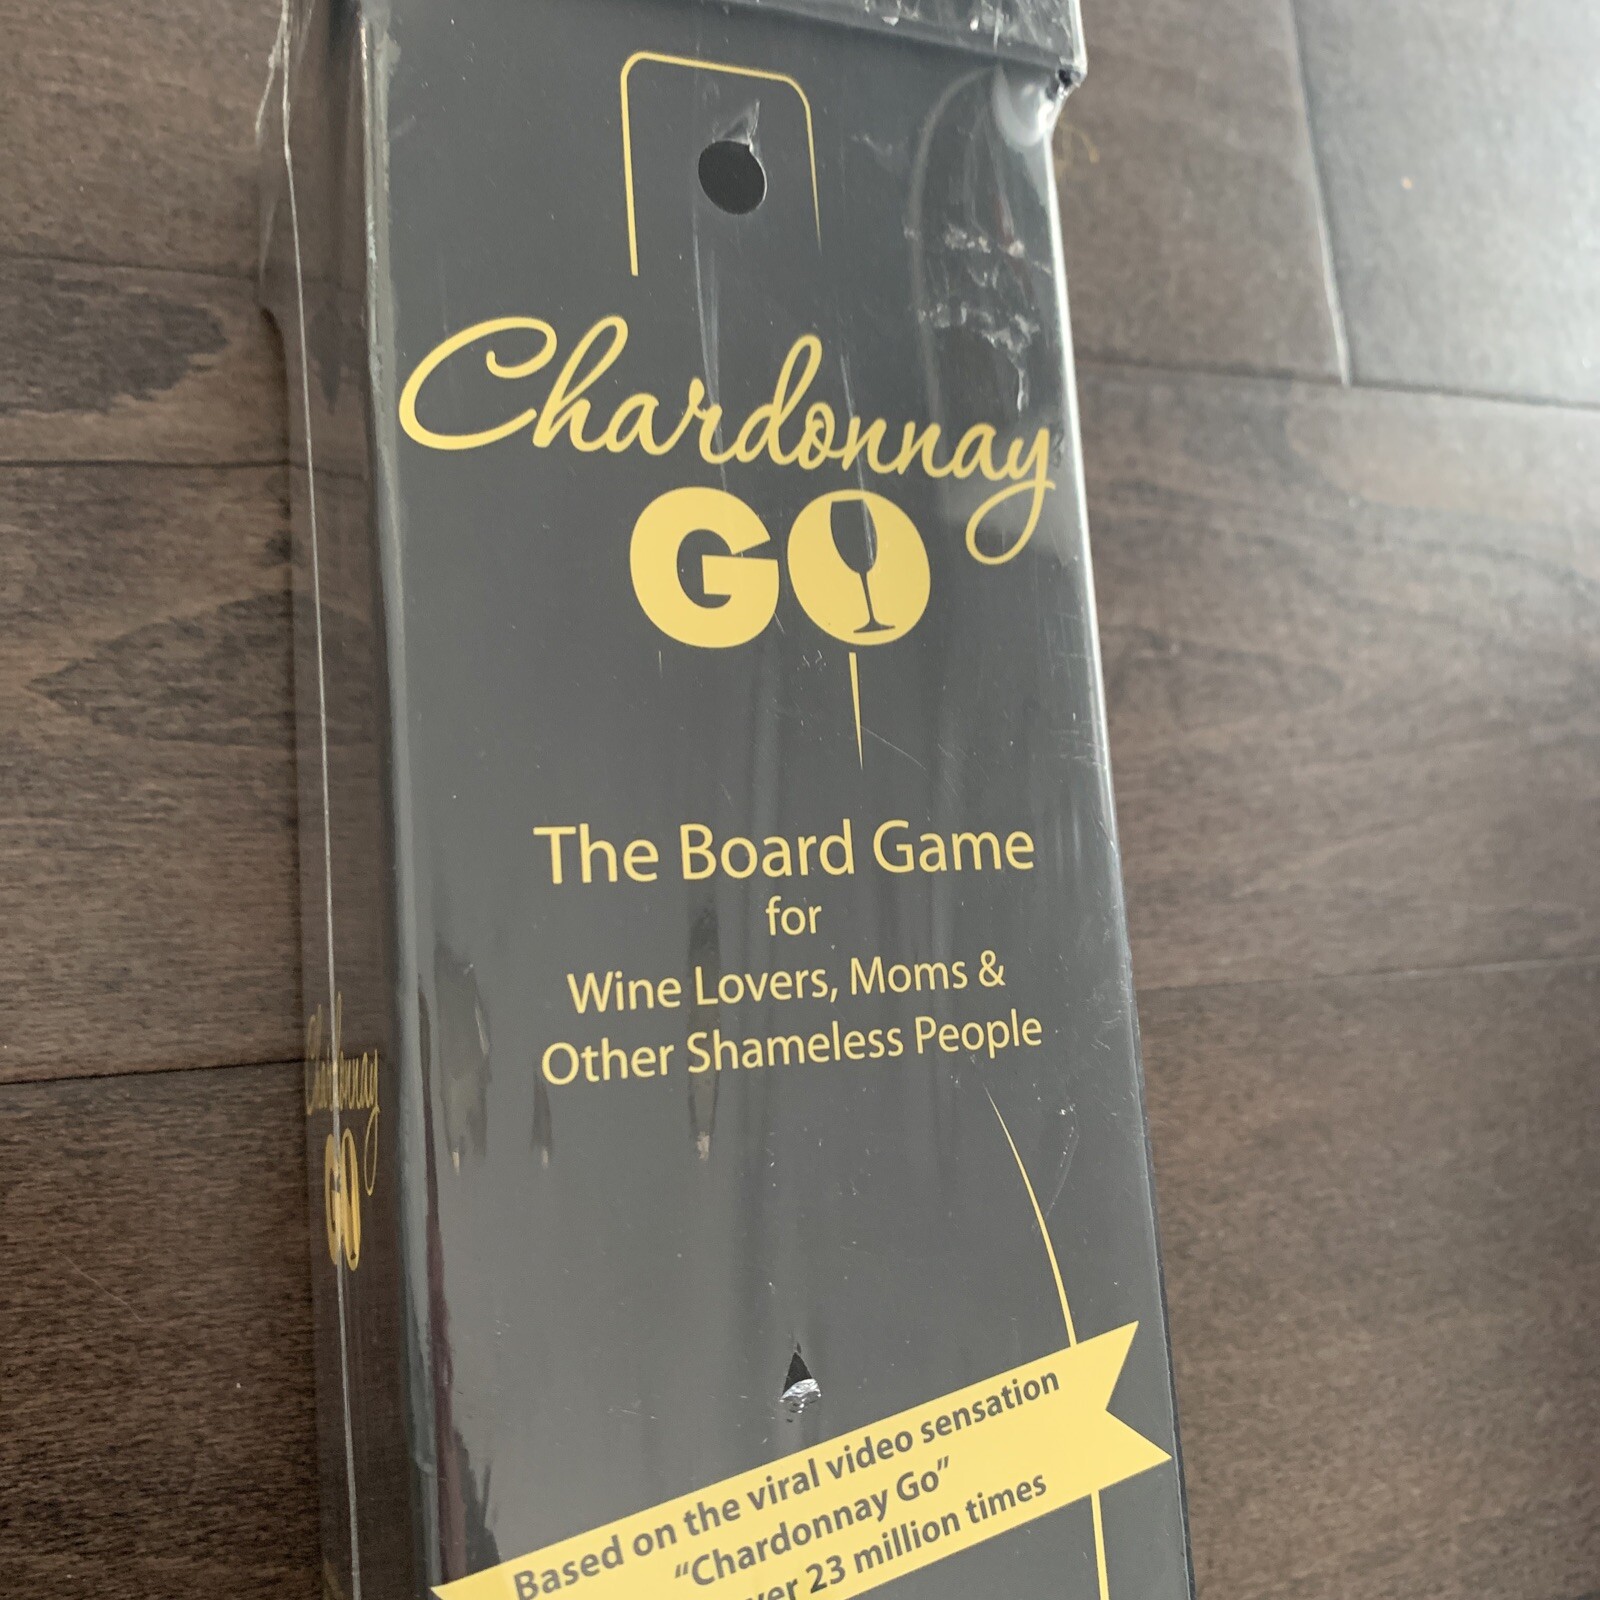 Chardonnay
GO
The Board Game
for
Wine Lovers, Moms &
Other Shameless People
Based on the viral video sensation
"Chardonnay Go"
23 million times
Chardonnay
GO